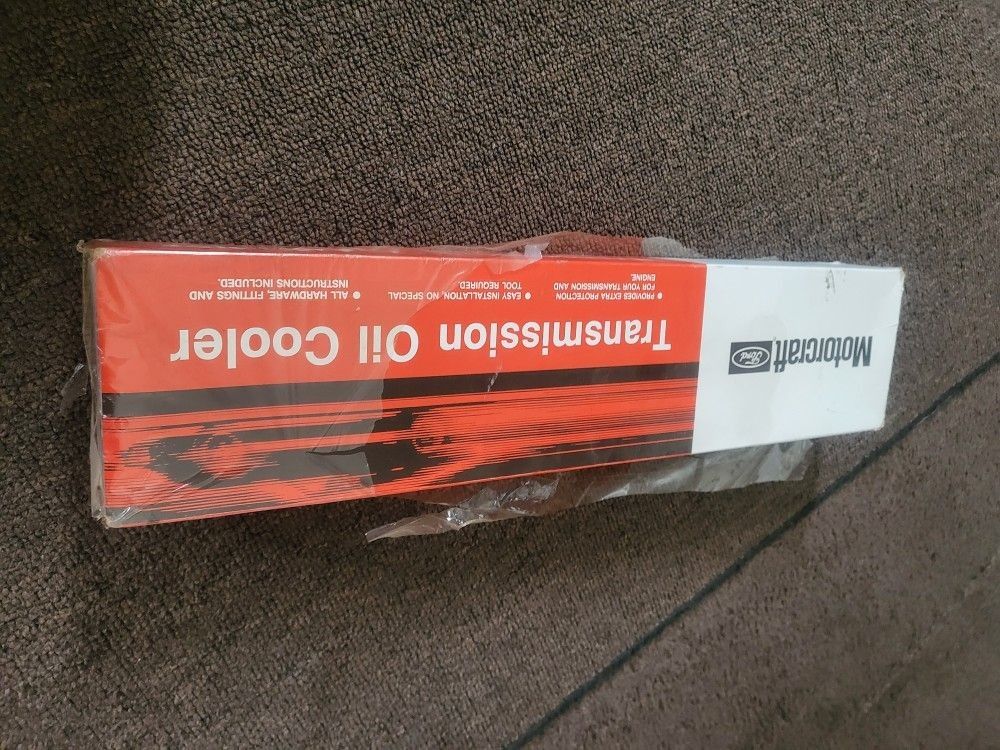 Motorcraft
Ford
Transmission Oil Cooler
● PROVIDES EXTRA PROTECTION
FOR YOUR TRANSMISSION AND
ENGINE.
● EASY INSTALLATION, NO SPECIAL
TOOL REQUIRED.
● ALL HARDWARE, FITTINGS AND
INSTRUCTIONS INCLUDED.